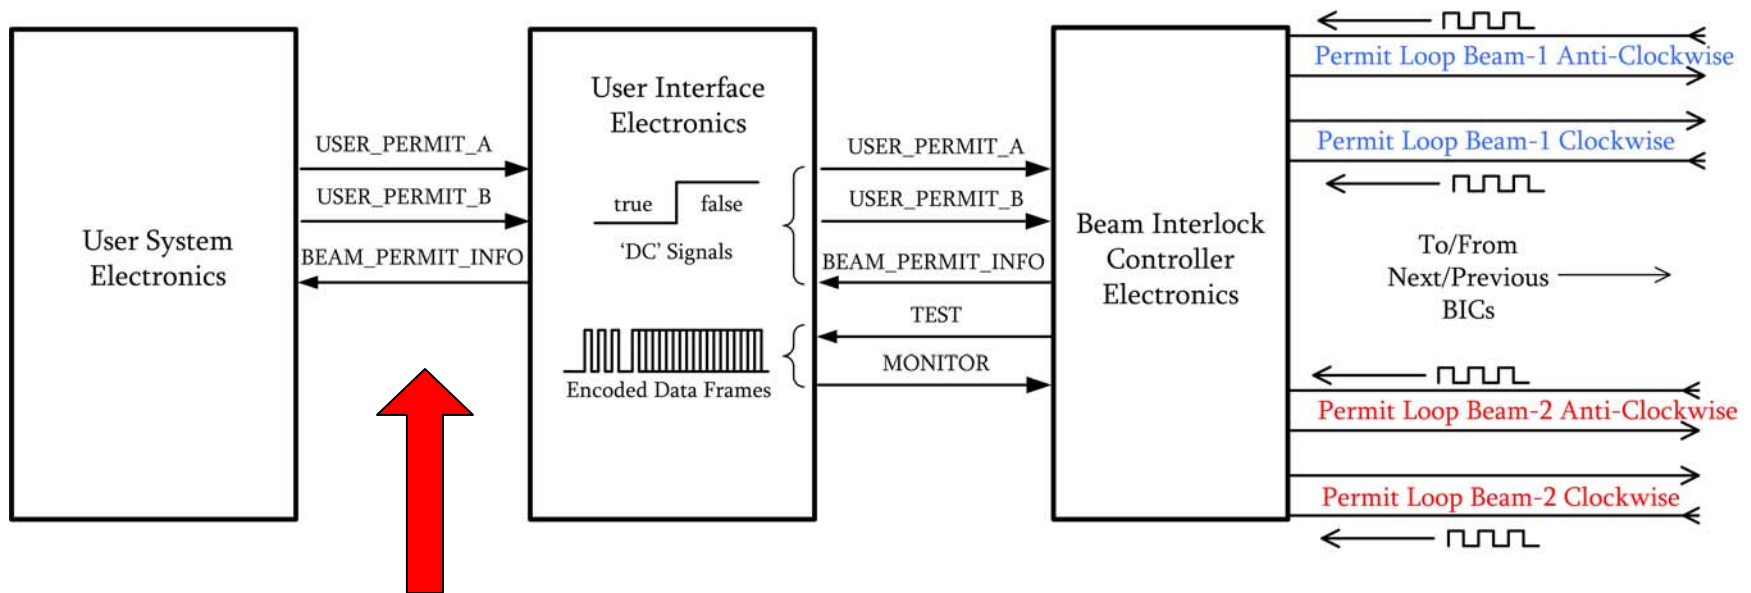 User System
Electronics
USER_PERMIT_A
USER_PERMIT_B
BEAM_PERMIT_INFO
User Interface
Electronics
true
false
‘DC’ Signals
Encoded Data Frames
USER_PERMIT_A
USER_PERMIT_B
BEAM_PERMIT_INFO
TEST
MONITOR
Beam Interlock
Controller
Electronics
Permit Loop Beam-1 Anti-Clockwise
Permit Loop Beam-1 Clockwise
To/From
Next/Previous
BICs
Permit Loop Beam-2 Anti-Clockwise
Permit Loop Beam-2 Clockwise